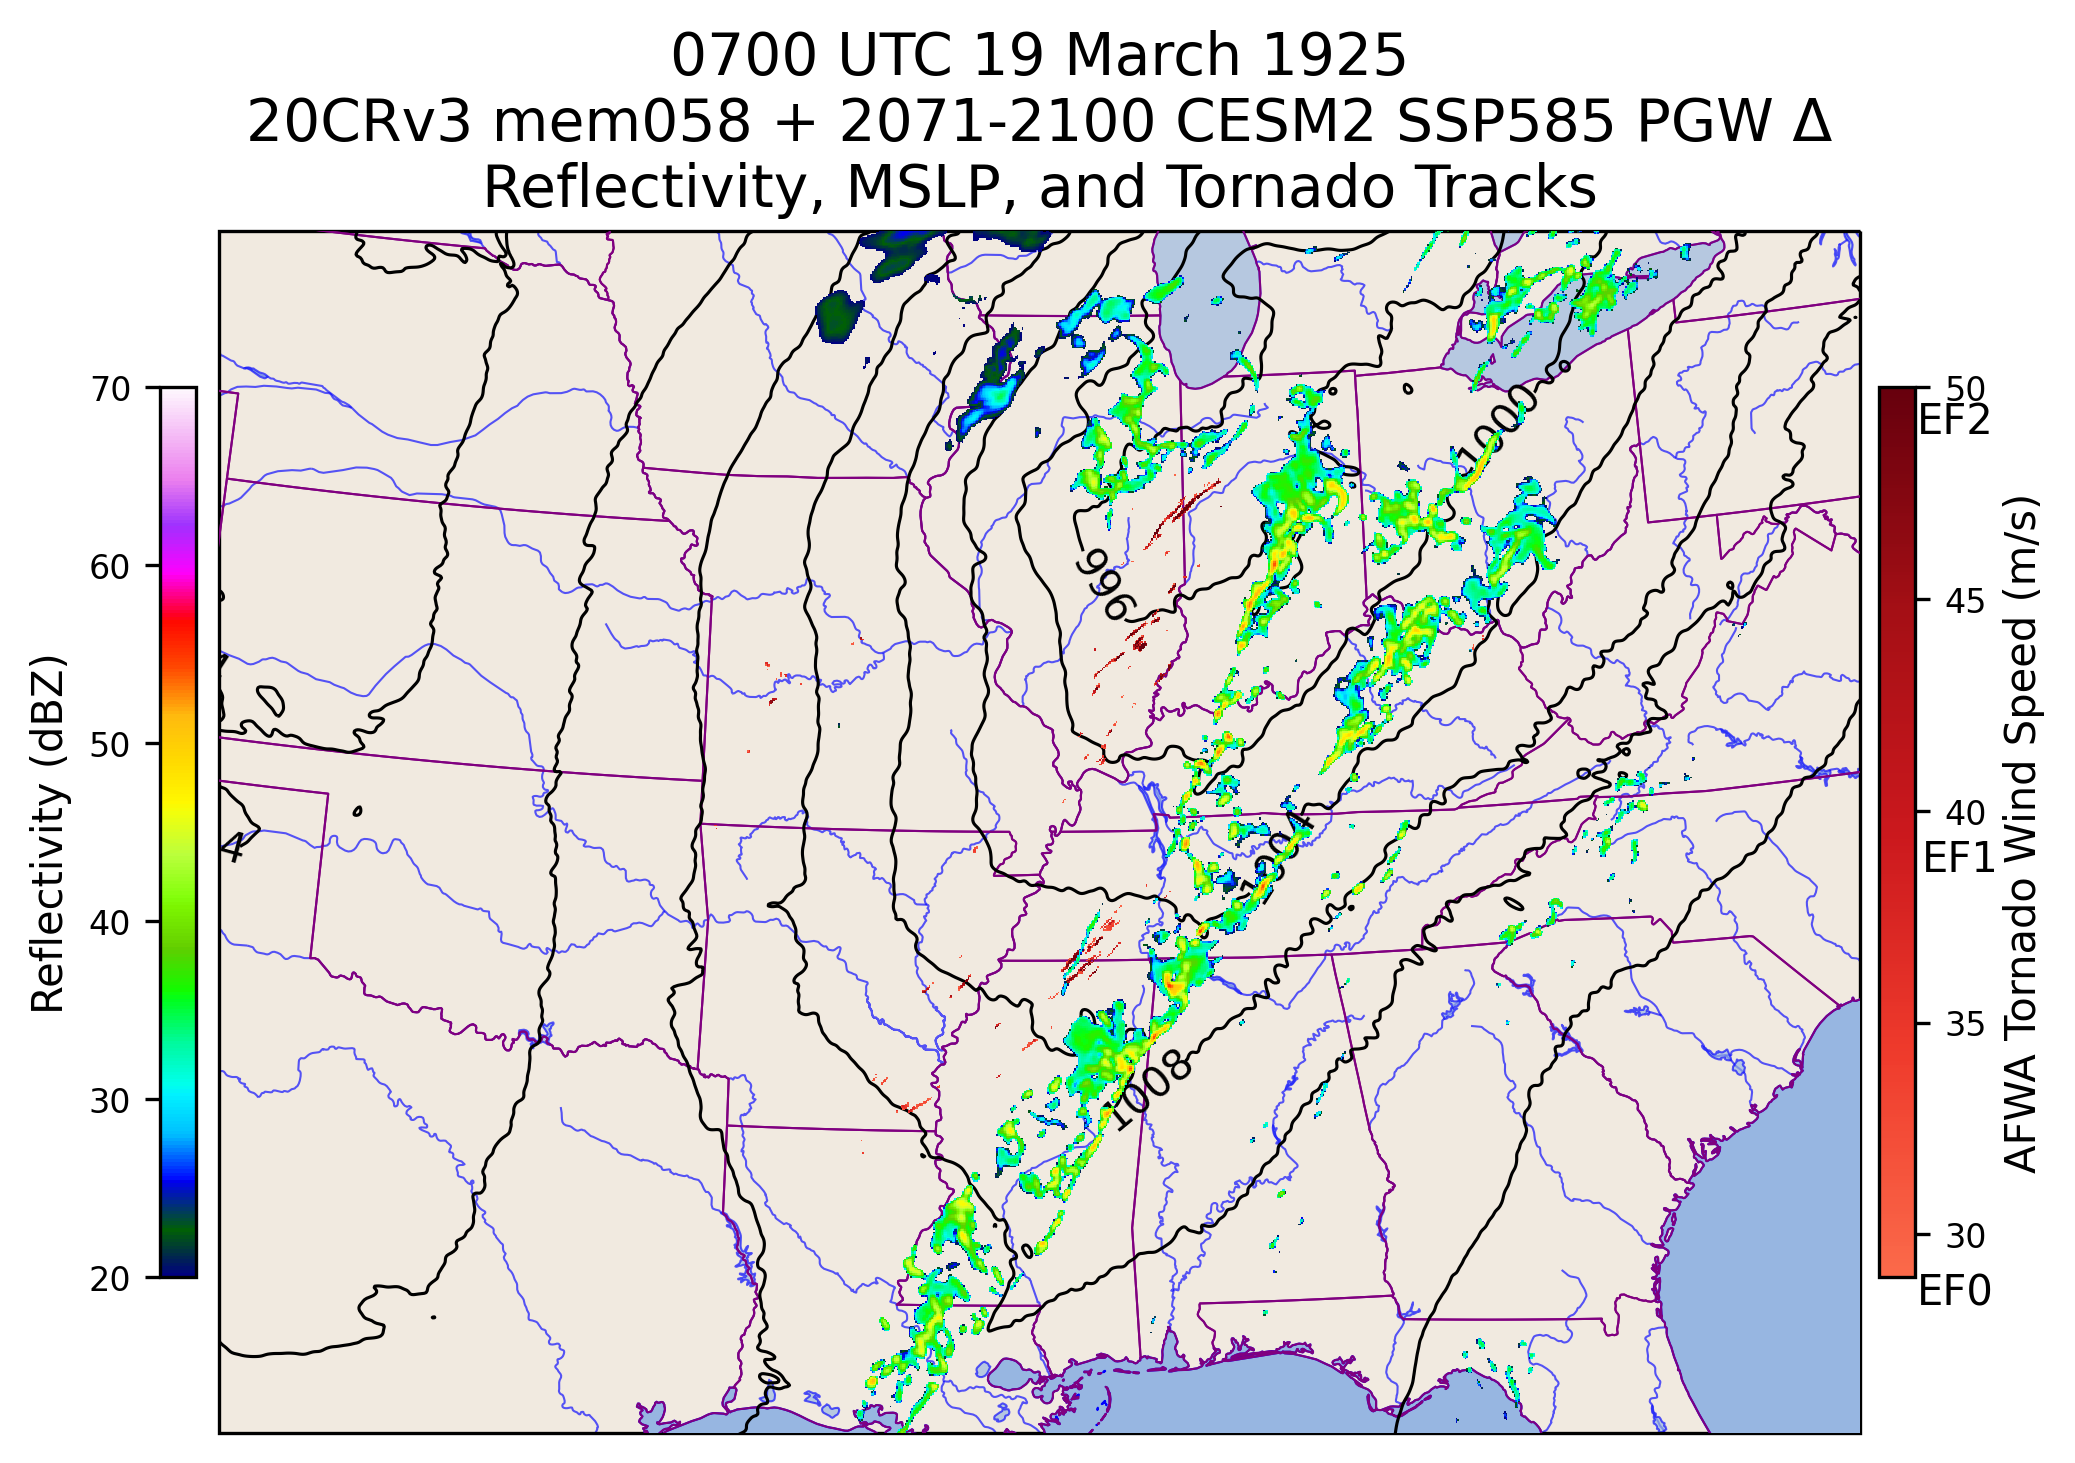 0700 UTC 19 March 1925
20CRv3 mem058 + 2071-2100 CESM2 SSP585 PGW Δ
Reflectivity, MSLP, and Tornado Tracks
70
60
50
40
30
20
Reflectivity (dBZ)
1000
996
1004
1008
4
50
EF2
45
40
EF1
35
30
EF0
AFWA Tornado Wind Speed (m/s)